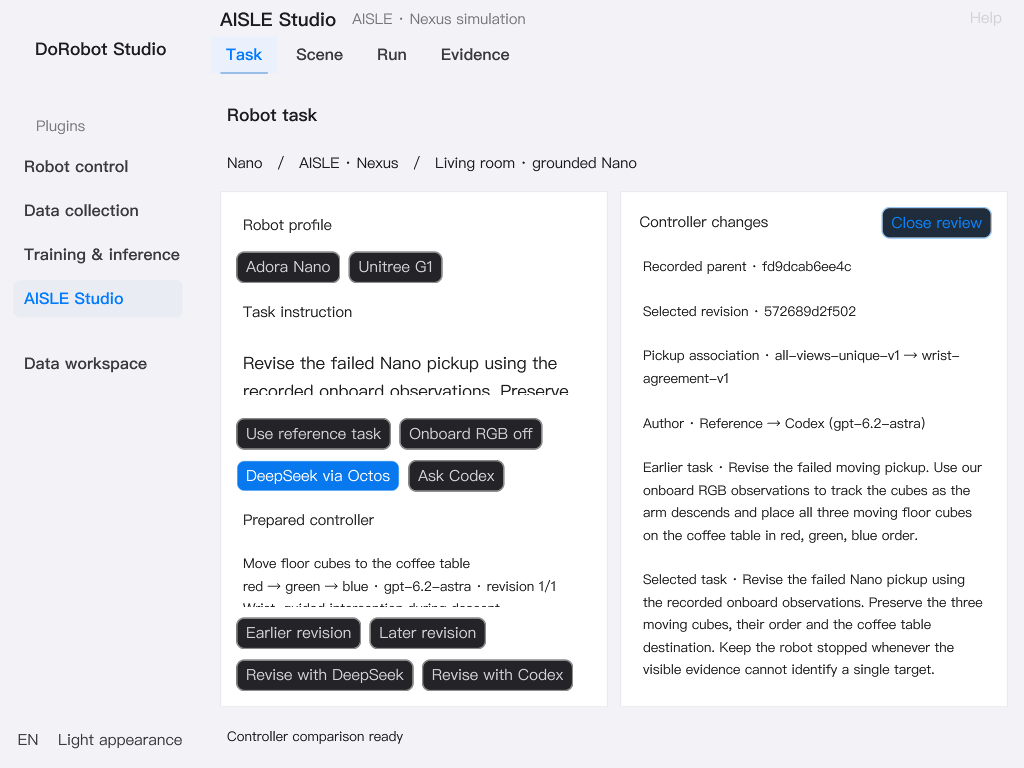 AISLE Studio
AISLE · Nexus simulation
Help
DoRobot Studio
Task
Scene
Run
Evidence
Plugins
Robot control
Data collection
Training & inference
AISLE Studio
Data workspace
EN
Light appearance
Robot task
Nano / AISLE · Nexus / Living room · grounded Nano
Robot profile
Adora Nano
Unitree G1
Task instruction
Revise the failed Nano pickup using the
recorded onboard observations. Preserve
Use reference task
Onboard RGB off
DeepSeek via Octos
Ask Codex
Prepared controller
Move floor cubes to the coffee table
red → green → blue · gpt-6.2-astra · revision 1/1
Wrist-guided interception during descent
Earlier revision
Later revision
Revise with DeepSeek
Revise with Codex
Controller changes
Close review
Recorded parent · fd9dcab6ee4c
Selected revision · 572689d2f502
Pickup association · all-views-unique-v1 → wrist-
agreement-v1
Author · Reference → Codex (gpt-6.2-astra)
Earlier task · Revise the failed moving pickup. Use our
onboard RGB observations to track the cubes as the
arm descends and place all three moving floor cubes
on the coffee table in red, green, blue order.
Selected task · Revise the failed Nano pickup using
the recorded onboard observations. Preserve the three
moving cubes, their order and the coffee table
destination. Keep the robot stopped whenever the
visible evidence cannot identify a single target.
Controller comparison ready